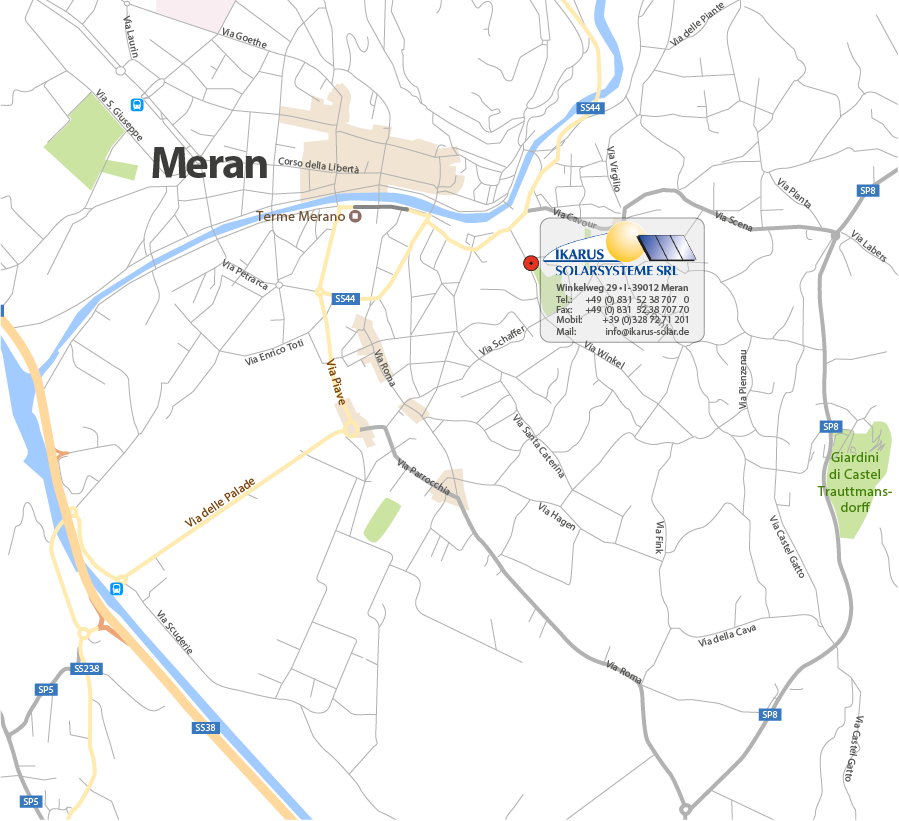 Via Laurin
Via Goethe
Via delle Piante
Via S. Giuseppe
SS44
Meran
Corso della Libertà
Via Virgilio
Via Planta
SP8
Terme Merano
Via Cavour
Via Scena
Via Labers
IKARUS
SOLARSYSTEME SRL
Winkelweg 29 • I - 39012 Meran
Tel.: +49 (0) 831 52 38 707 0
Fax: +49 (0) 831 52 38 707 70
Mobil: +39 (0)328 72 71 201
Mail: info@ikarus-solar.de
Via Petrarca
SS44
Via Enrico Toti
Via Schaffer
Via Winkel
Via Piave
Via Roma
Via Pienzenau
SP8
Via Santa Caterina
Giardini
di Castel
Trauttmans-
dorff
Via Parrocchia
Via delle Palade
Via Hagen
Via Fink
Via Castel Gatto
Via Scuderie
Via della Cava
SS238
SP5
Via Roma
SP8
SS38
Via Castel Gatto
SP5